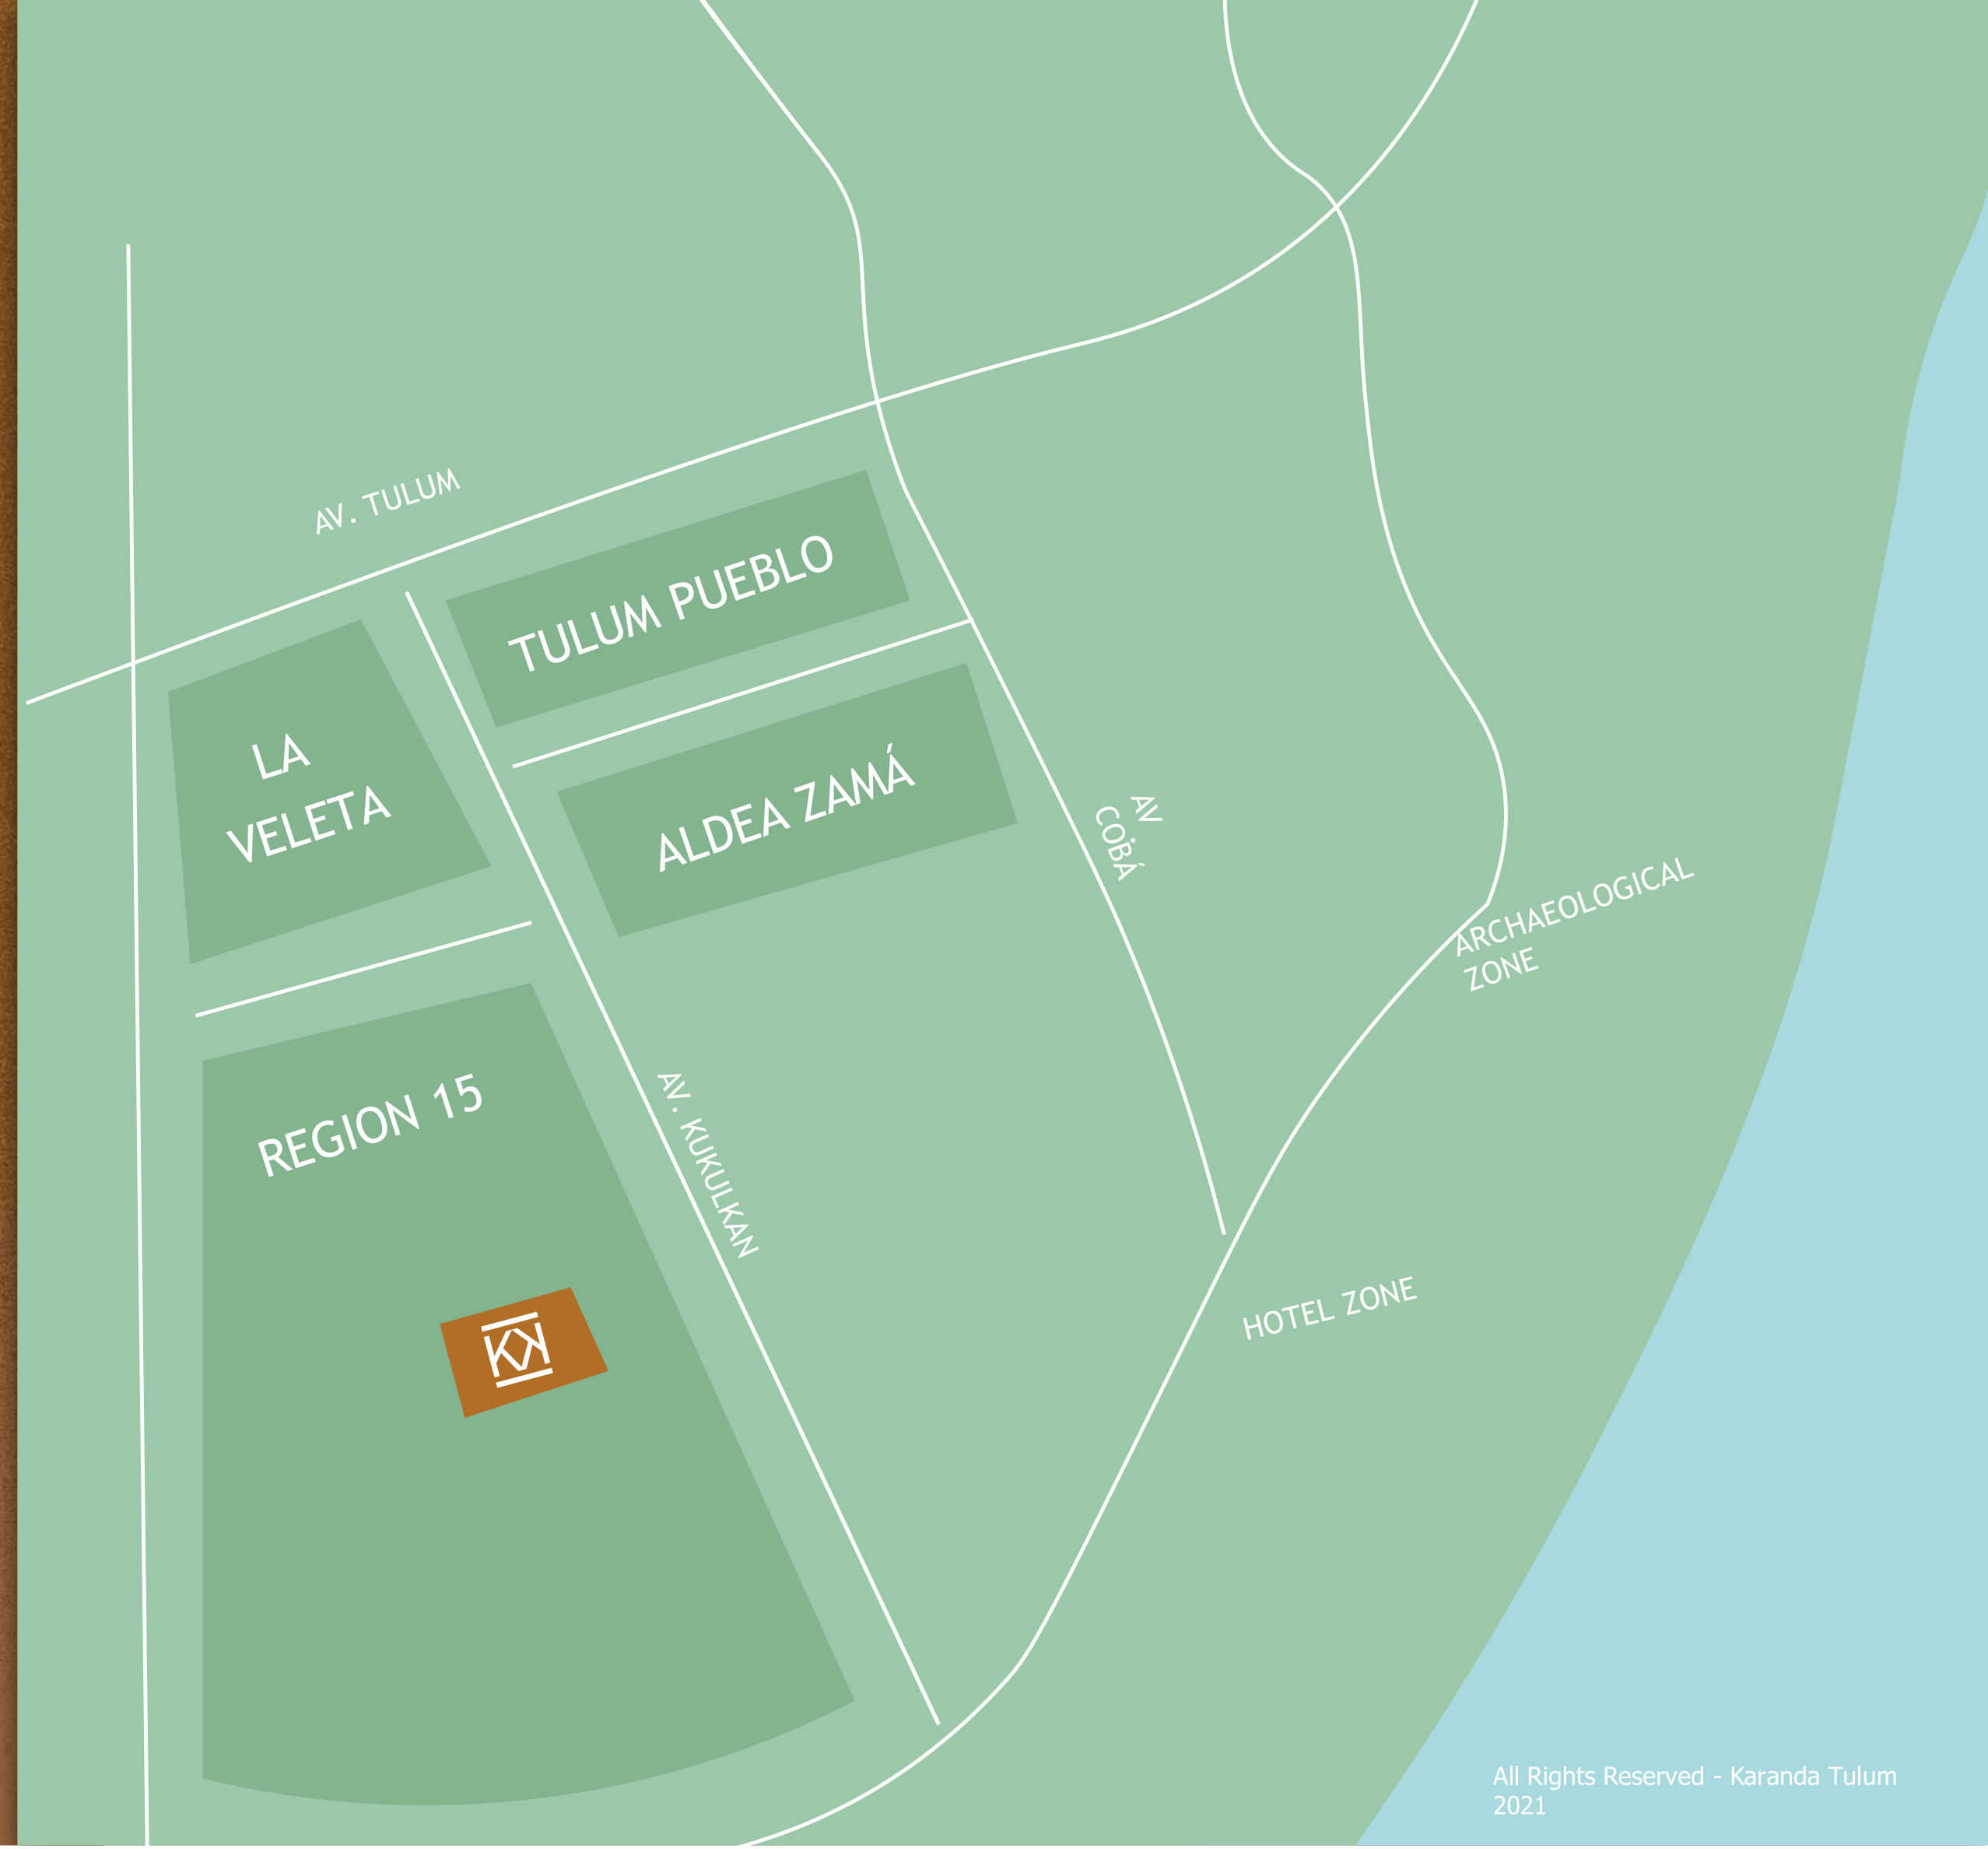 AV. TULUM
TULUM PUEBLO
LA
VELETA
ALDEA ZAMÁ
AV.
COBÁ
ARCHAEOLOGICAL
ZONE
REGION 15
AV. KUKULKAN
HOTEL ZONE
KK
All Rights Reserved - Karanda Tulum
2021